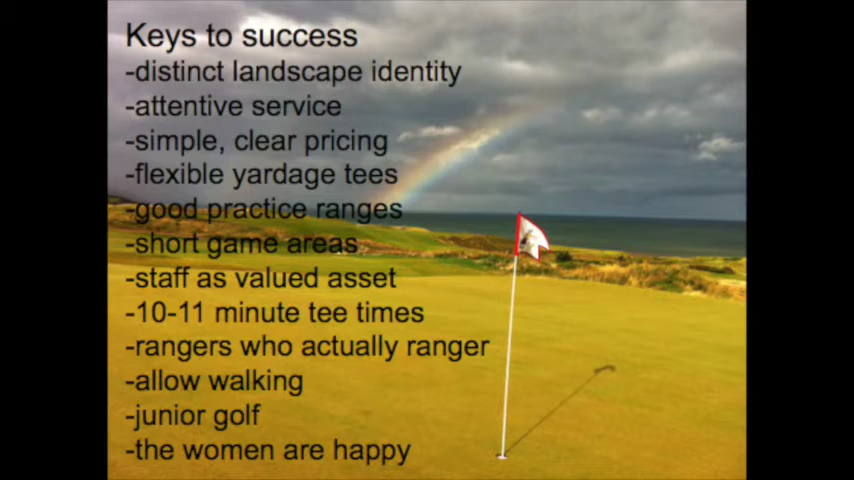 Keys to success
-distinct landscape identity
-attentive service
-simple, clear pricing
-flexible yardage tees
-good practice ranges
-short game areas
-staff as valued asset
-10-11 minute tee times
-rangers who actually ranger
-allow walking
-junior golf
-the women are happy